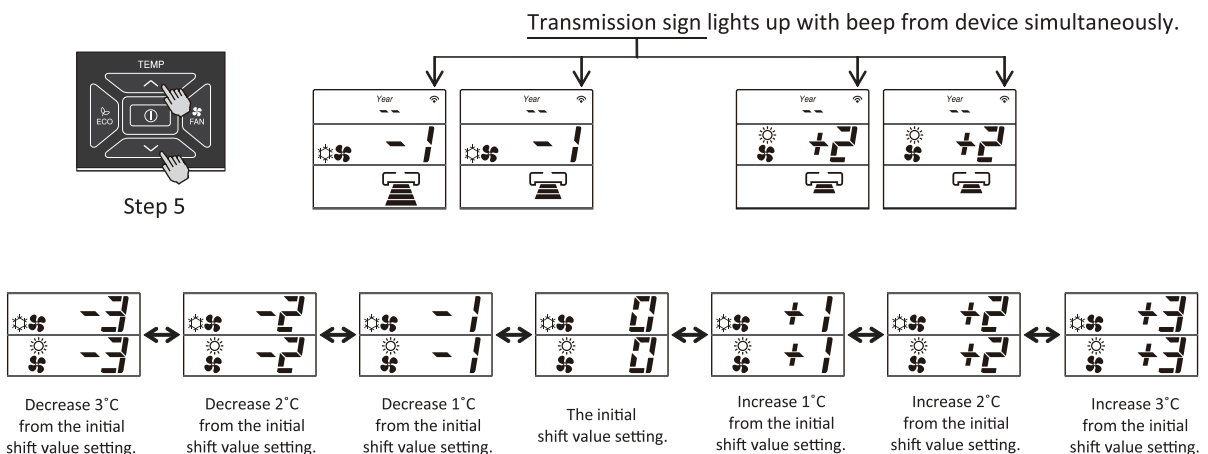 Transmission sign lights up with beep from device simultaneously.
TEMP
ECO
FAN
Step 5
Year
--
-1
Year
--
-1
Year
--
+2
Year
--
+2
-3
-3
-2
-2
-1
-1
0
0
+1
+1
+2
+2
+3
+3
Decrease 3˚C
from the initial
shift value setting.
Decrease 2˚C
from the initial
shift value setting.
Decrease 1˚C
from the initial
shift value setting.
The initial
shift value setting.
Increase 1˚C
from the initial
shift value setting.
Increase 2˚C
from the initial
shift value setting.
Increase 3˚C
from the initial
shift value setting.